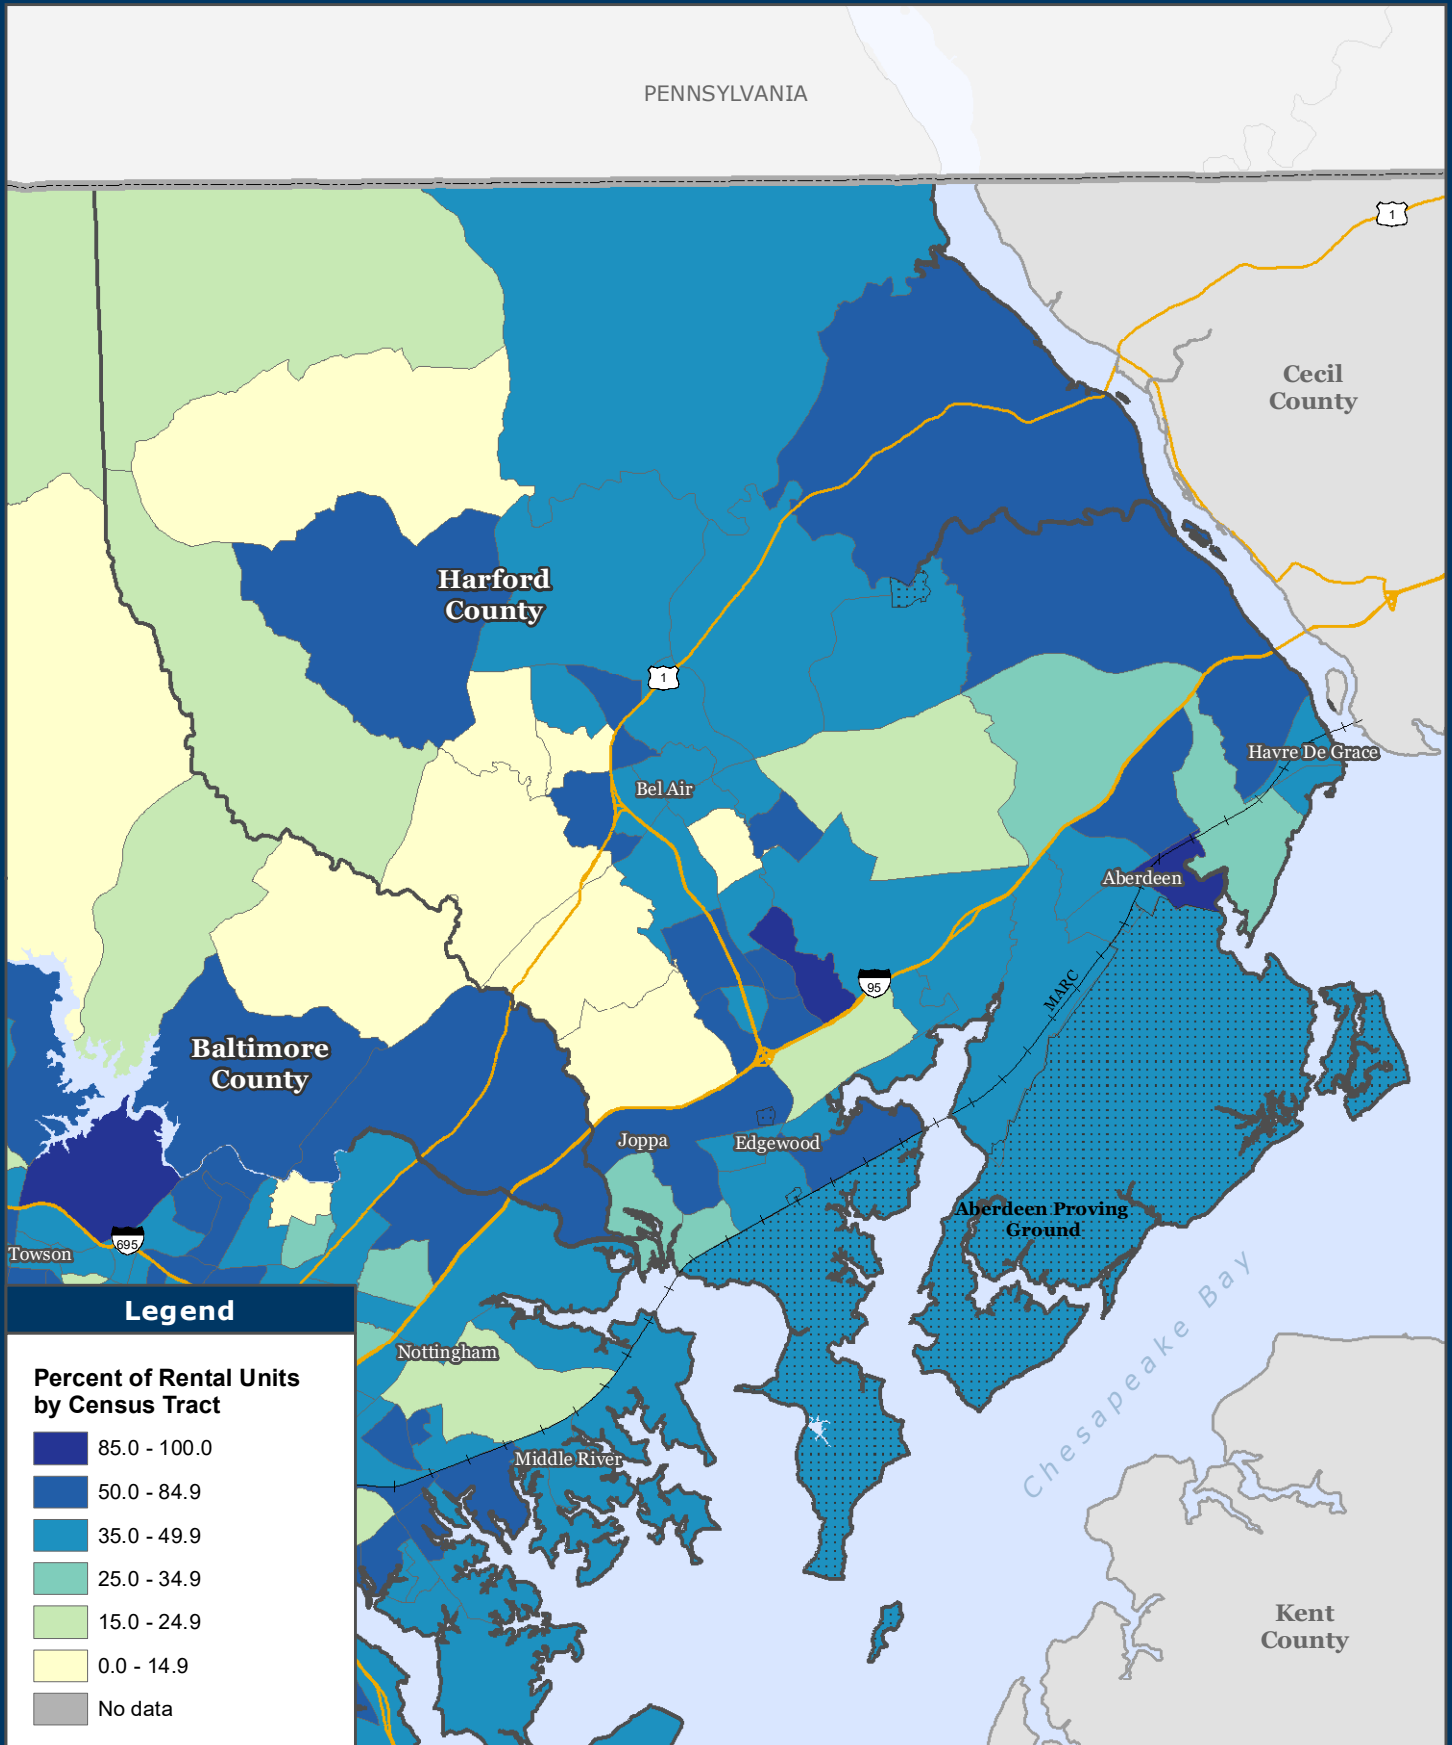 PENNSYLVANIA
1
Cecil
County
Harford
County
1
Havre De Grace
Bel Air
Aberdeen
95
MARC
Baltimore
County
Joppa
Edgewood
Aberdeen Proving
Ground
695
Towson
Chesapeake Bay
Nottingham
Middle River
Kent
County
Legend
Percent of Rental Units
by Census Tract
85.0 - 100.0
50.0 - 84.9
35.0 - 49.9
25.0 - 34.9
15.0 - 24.9
0.0 - 14.9
No data